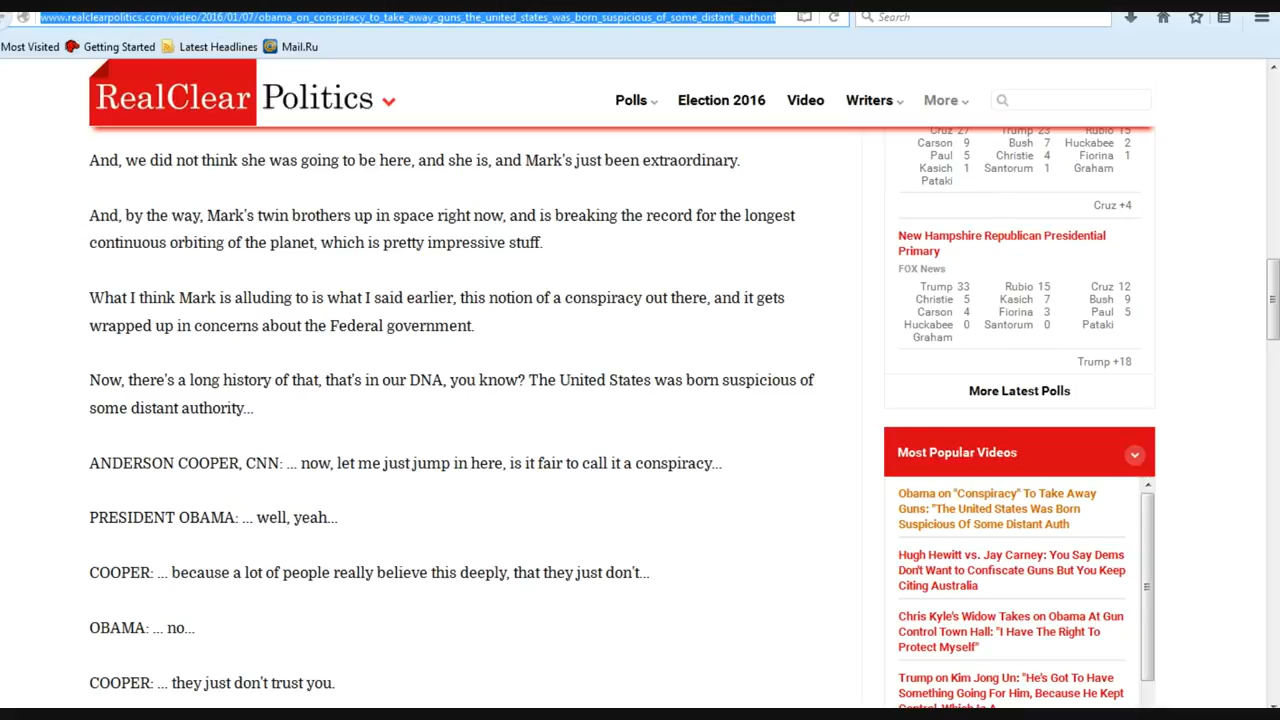 www.realclearpolitics.com/video/2016/01/07/obama_on_conspiracy_to_take_away_guns_the_united_states_was_born_suspicious_of_some_distant_authorit
Search
Most Visited Getting Started Latest Headlines Mail.Ru
RealClear Politics
Polls Election 2016 Video Writers More
And, we did not think she was going to be here, and she is, and Mark's just been extraordinary.
And, by the way, Mark's twin brothers up in space right now, and is breaking the record for the longest
continuous orbiting of the planet, which is pretty impressive stuff.
What I think Mark is alluding to is what I said earlier, this notion of a conspiracy out there, and it gets
wrapped up in concerns about the Federal government.
Now, there's a long history of that, that's in our DNA, you know? The United States was born suspicious of
some distant authority...
ANDERSON COOPER, CNN: ... now, let me just jump in here, is it fair to call it a conspiracy...
PRESIDENT OBAMA: ... well, yeah...
COOPER: ... because a lot of people really believe this deeply, that they just don't...
OBAMA: ... no...
COOPER: ... they just don't trust you.
Cruz 27 Trump 23 Rubio 15
Carson 9 Bush 7 Huckabee 2
Paul 5 Christie 4 Fiorina 1
Kasich 1 Santorum 1 Graham
Pataki
Cruz +4
New Hampshire Republican Presidential
Primary
FOX News
Trump 33 Rubio 15 Cruz 12
Christie 5 Kasich 7 Bush 9
Carson 4 Fiorina 3 Paul 5
Huckabee 0 Santorum 0 Pataki
Graham
Trump +18
More Latest Polls
Most Popular Videos
Obama on "Conspiracy" To Take Away
Guns: "The United States Was Born
Suspicious Of Some Distant Auth
Hugh Hewitt vs. Jay Carney: You Say Dems
Don't Want to Confiscate Guns But You Keep
Citing Australia
Chris Kyle's Widow Takes on Obama At Gun
Control Town Hall: "I Have The Right To
Protect Myself"
Trump on Kim Jong Un: "He's Got To Have
Something Going For Him, Because He Kept
Control, Which Is A